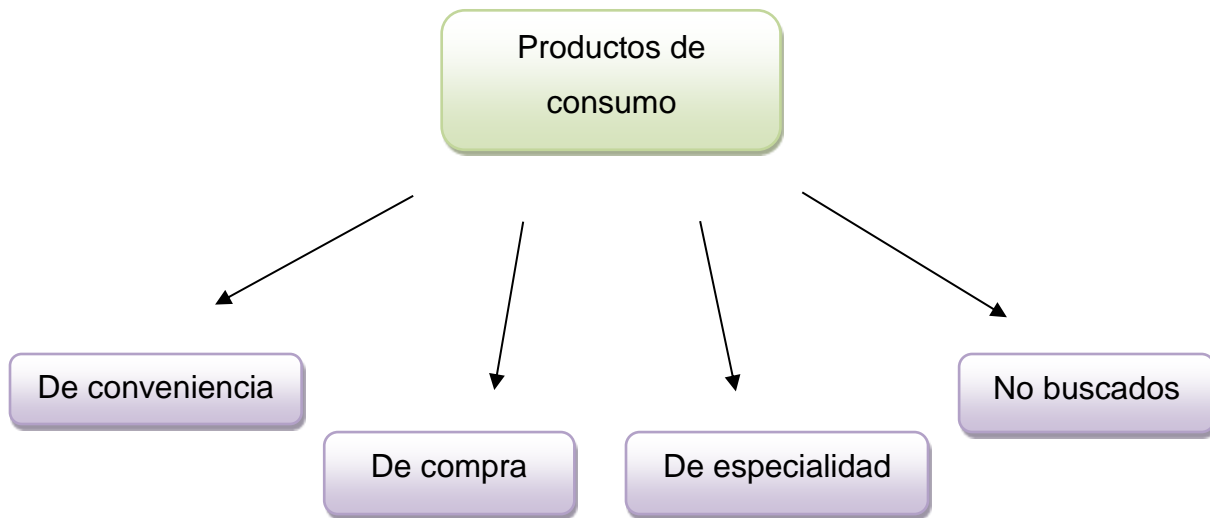 Productos de
consumo
De conveniencia
De compra
De especialidad
No buscados